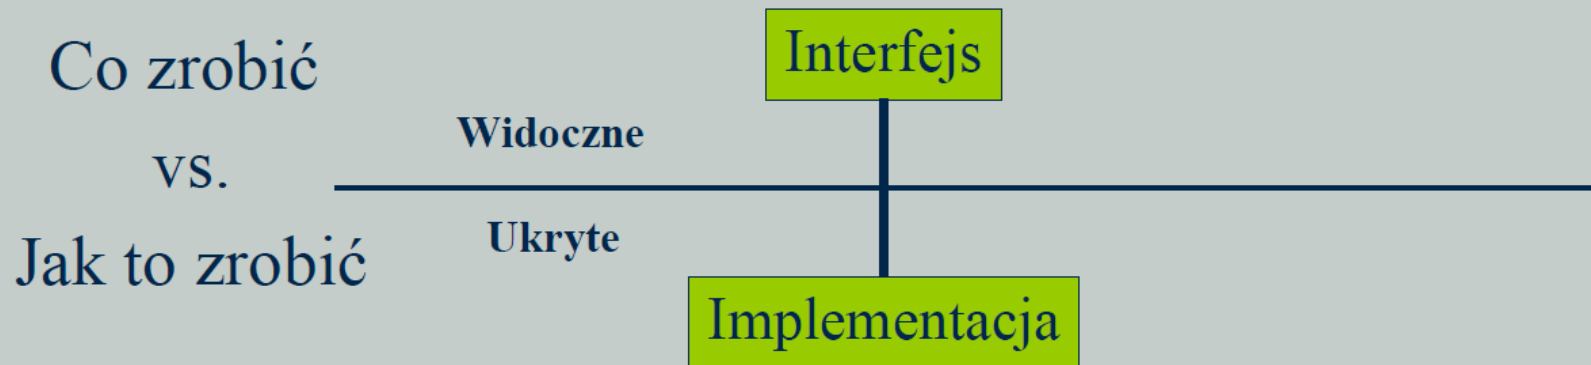 Co zrobić
vs.
Jak to zrobić
Widoczne
Ukryte
Interfejs
Implementacja